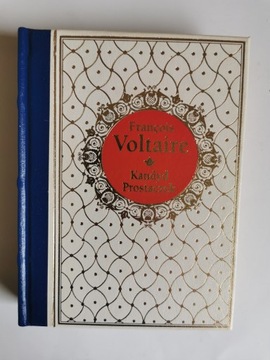 François
Voltaire
Kandyd
Prostaczek